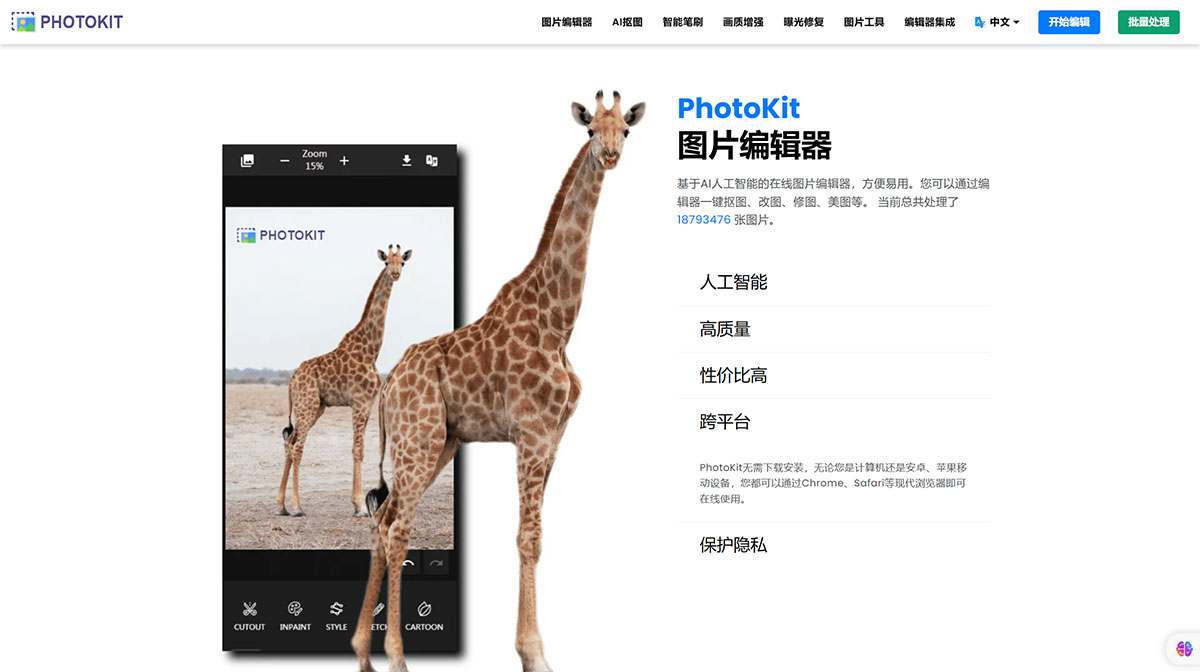 PHOTOKIT
图片编辑器
AI抠图
智能笔刷
画质增强
曝光修复
图片工具
编辑器集成
中文
开始编辑
批量处理
Zoom
15%
PHOTOKIT
CUTOUT
INPAINT
STYLE
CARTOON
PhotoKit
图片编辑器
基于AI人工智能的在线图片编辑器，方便易用。您可以通过编
辑器一键抠图、改图、修图、美图等。 当前总共处理了
18793476 张图片。
人工智能
高质量
性价比高
跨平台
PhotoKit无需下载安装，无论您是计算机还是安卓、苹果移
动设备，您都可以通过Chrome、Safari等现代浏览器即可
在线使用。
保护隐私